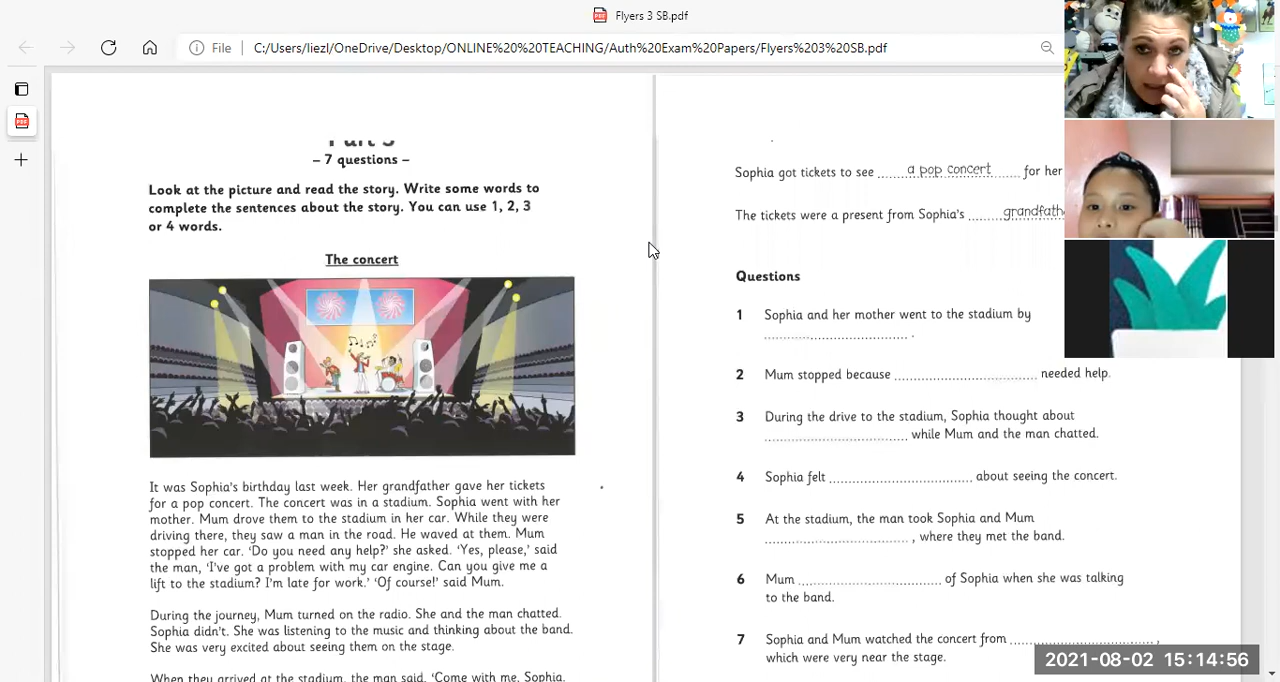 Flyers 3 SB.pdf
File | C:/Users/liezl/OneDrive/Desktop/ONLINE%20%20TEACHING/Auth%20Exam%20Papers/Flyers%203%20SB.pdf
– 7 questions –
Look at the picture and read the story. Write some words to
complete the sentences about the story. You can use 1, 2, 3
or 4 words.
The concert
It was Sophia's birthday last week. Her grandfather gave her tickets
for a pop concert. The concert was in a stadium. Sophia went with her
mother. Mum drove them to the stadium in her car. While they were
driving there, they saw a man in the road. He waved at them. Mum
stopped her car. 'Do you need any help?' she asked. 'Yes, please,' said
the man, 'I've got a problem with my car engine. Can you give me a
lift to the stadium? I'm late for work.' 'Of course!' said Mum.
During the journey, Mum turned on the radio. She and the man chatted.
Sophia didn't. She was listening to the music and thinking about the band.
She was very excited about seeing them on the stage.
When they arrived at the stadium, the man said, 'Come with me, Sophia.
Sophia got tickets to see a pop concert for her
The tickets were a present from Sophia's grandfath
Questions
1 Sophia and her mother went to the stadium by
.................................... .
2 Mum stopped because .................................... needed help.
3 During the drive to the stadium, Sophia thought about
.................................... while Mum and the man chatted.
4 Sophia felt .................................... about seeing the concert.
5 At the stadium, the man took Sophia and Mum
.................................... , where they met the band.
6 Mum .................................... of Sophia when she was talking
to the band.
7 Sophia and Mum watched the concert from .................................... ,
which were very near the stage.
2021-08-02 15:14:56